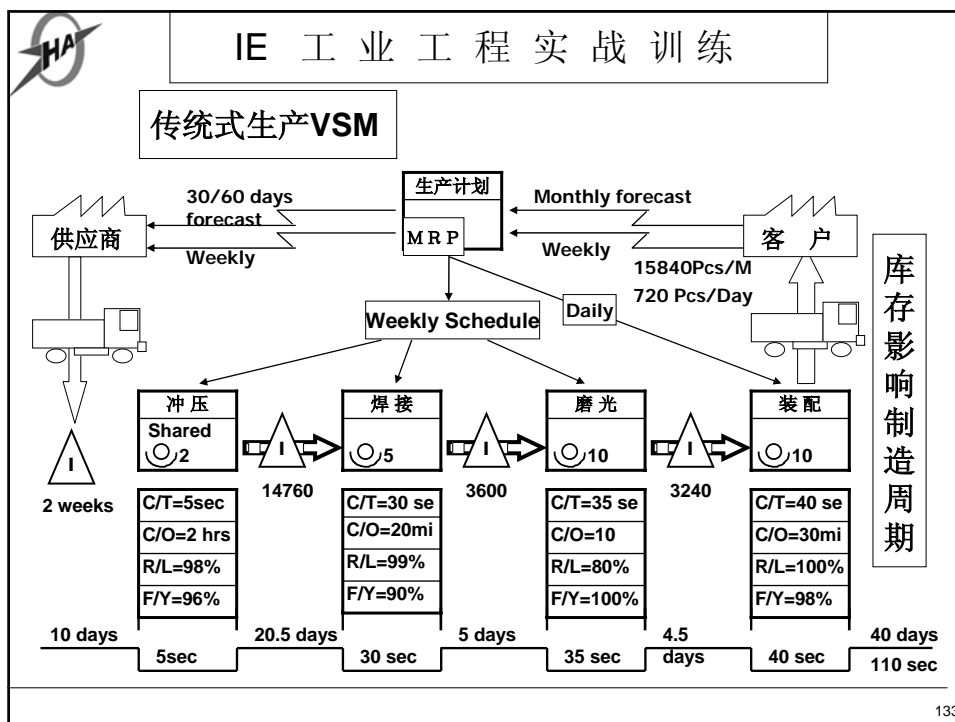 HA
IE 工 业 工 程 实 战 训 练
传统式生产VSM
30/60 days
forecast
Weekly
生产计划
M R P
Monthly forecast
Weekly
供应商
客 户
15840Pcs/M
720 Pcs/Day
Weekly Schedule
Daily
库存影响制造周期
冲 压
Shared
2
焊 接
5
磨 光
10
装 配
10
I
I
I
I
2 weeks
14760
3600
3240
C/T=5sec
C/O=2 hrs
R/L=98%
F/Y=96%
C/T=30 se
C/O=20mi
R/L=99%
F/Y=90%
C/T=35 se
C/O=10
R/L=80%
F/Y=100%
C/T=40 se
C/O=30mi
R/L=100%
F/Y=98%
10 days
5sec
20.5 days
30 sec
5 days
35 sec
4.5
days
40 sec
40 days
110 sec
133